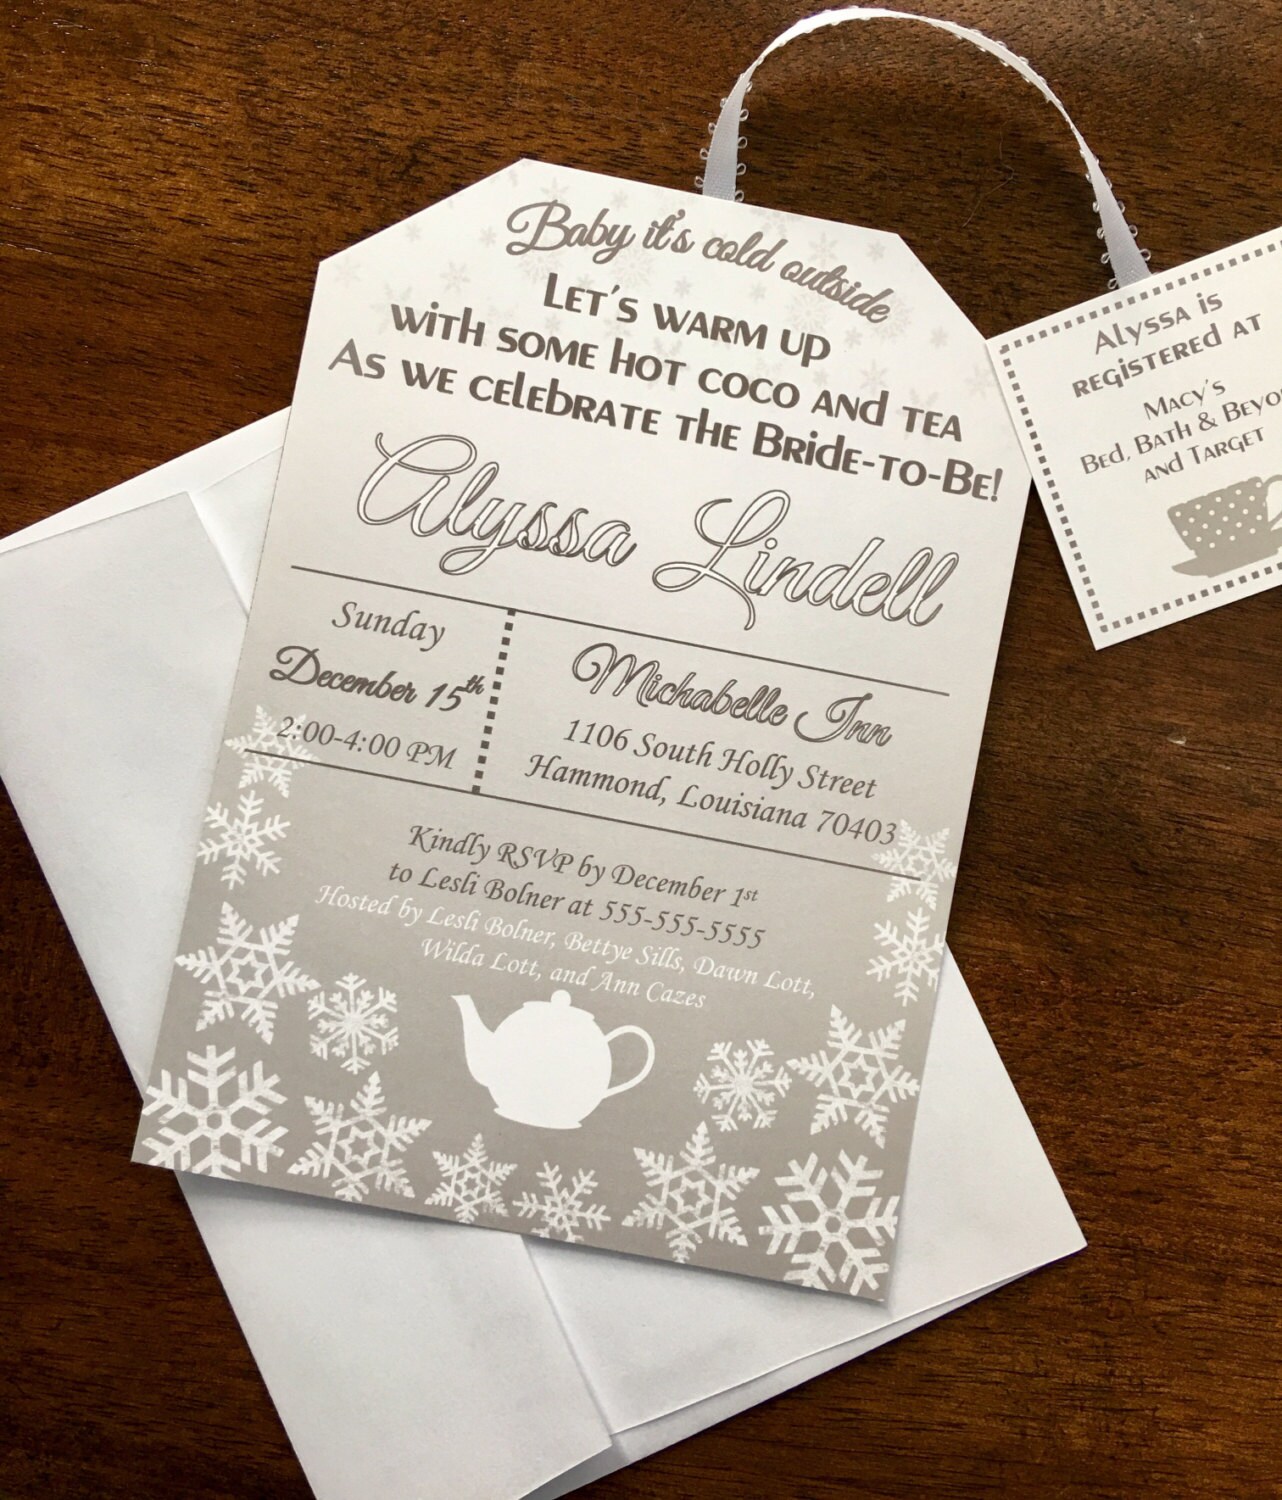 Baby it's cold outside
Let's warm up
with some hot coco and tea
As we celebrate the Bride-to-Be!
Alyssa Lindell
Sunday
December 15th
2:00-4:00 PM
Michabelle Inn
1106 South Holly Street
Hammond, Louisiana 70403
Kindly RSVP by December 1st
to Lesli Bolner at 555-555-5555
Hosted by Lesli Bolner, Bettye Sills, Dawn Lott,
Wilda Lott, and Ann Cazes
Alyssa is
registered at
Macy's
Bed, Bath & Beyo
and Target